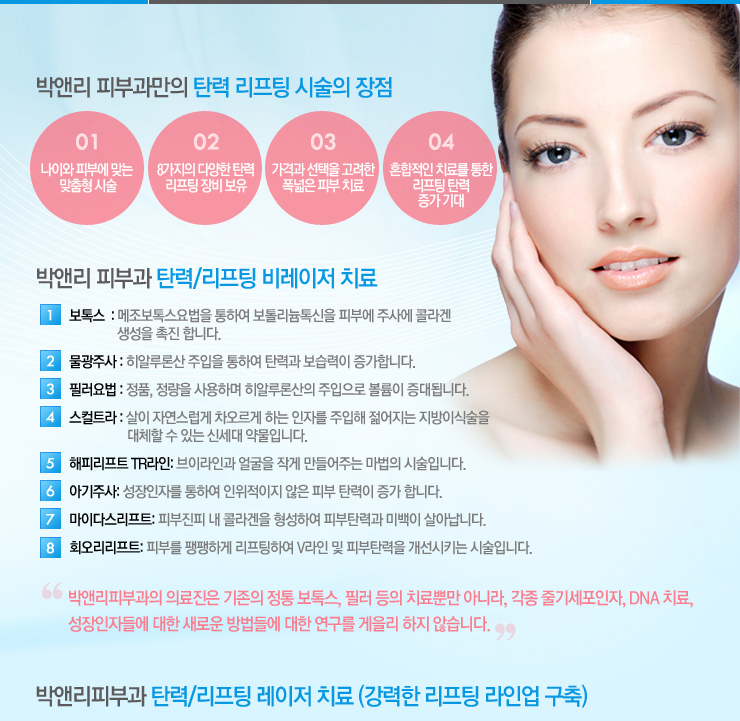 박앤리 피부과만의 탄력 리프팅 시술의 장점
01
나이와 피부에 맞는
맞춤형 시술
02
8가지의 다양한 탄력
리프팅 장비 보유
03
가격과 선택을 고려한
폭넓은 피부 치료
04
혼합적인 치료를 통한
리프팅 탄력
증가 기대
박앤리 피부과 탄력/리프팅 비레이저 치료
1 보톡스 : 메조보톡스요법을 통하여 보톨리늄톡신을 피부에 주사에 콜라겐
생성을 촉진 합니다.
2 물광주사 : 히알루론산 주입을 통하여 탄력과 보습력이 증가합니다.
3 필러요법 : 정품, 정량을 사용하며 히알루론산의 주입으로 볼륨이 증대됩니다.
4 스컬트라 : 살이 자연스럽게 차오르게 하는 인자를 주입해 젊어지는 지방이식술을
대체할 수 있는 신세대 약물입니다.
5 해피리프트 TR라인: 브이라인과 얼굴을 작게 만들어주는 마법의 시술입니다.
6 아기주사: 성장인자를 통하여 인위적이지 않은 피부 탄력이 증가 합니다.
7 마이다스리프트: 피부진피 내 콜라겐을 형성하여 피부탄력과 미백이 살아납니다.
8 회오리리프트: 피부를 팽팽하게 리프팅하여 V라인 및 피부탄력을 개선시키는 시술입니다.
“ 박앤리피부과의 의료진은 기존의 정통 보톡스, 필러 등의 치료뿐만 아니라, 각종 줄기세포인자, DNA 치료,
성장인자들에 대한 새로운 방법들에 대한 연구를 게을리 하지 않습니다. ”
박앤리피부과 탄력/리프팅 레이저 치료 (강력한 리프팅 라인업 구축)